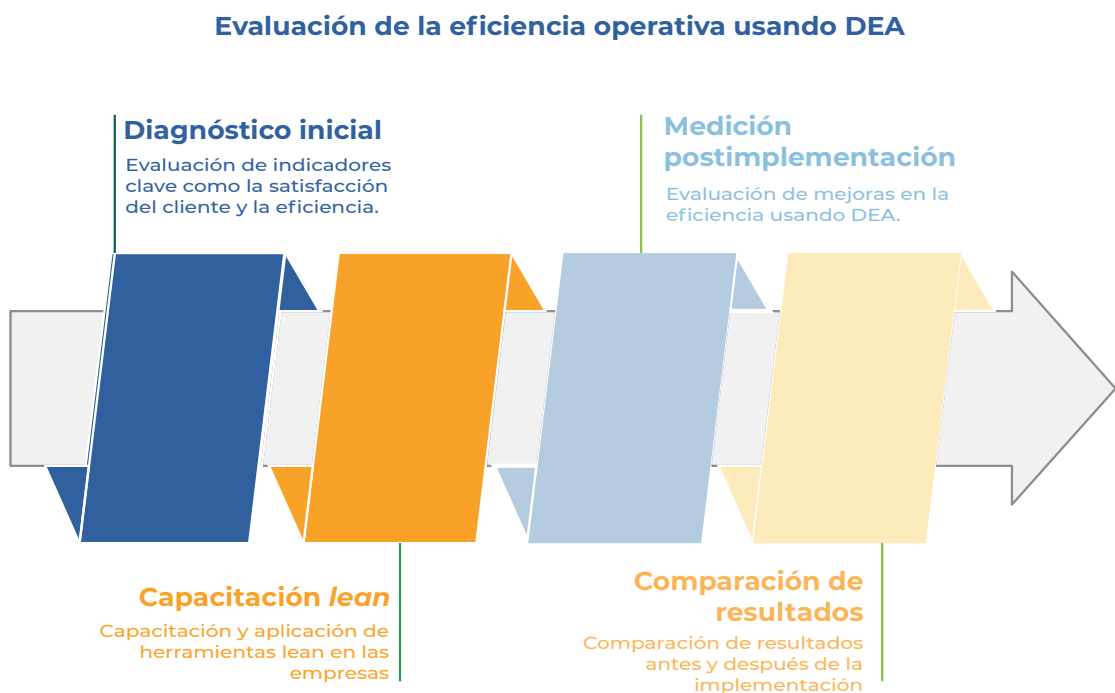 Evaluación de la eficiencia operativa usando DEA
Diagnóstico inicial
Evaluación de indicadores
clave como la satisfacción
del cliente y la eficiencia.
Capacitación lean
Capacitación y aplicación de
herramientas lean en las
empresas
Medición
postimplementación
Evaluación de mejoras en la
eficiencia usando DEA.
Comparación de
resultados
Comparación de resultados
antes y después de la
implementación